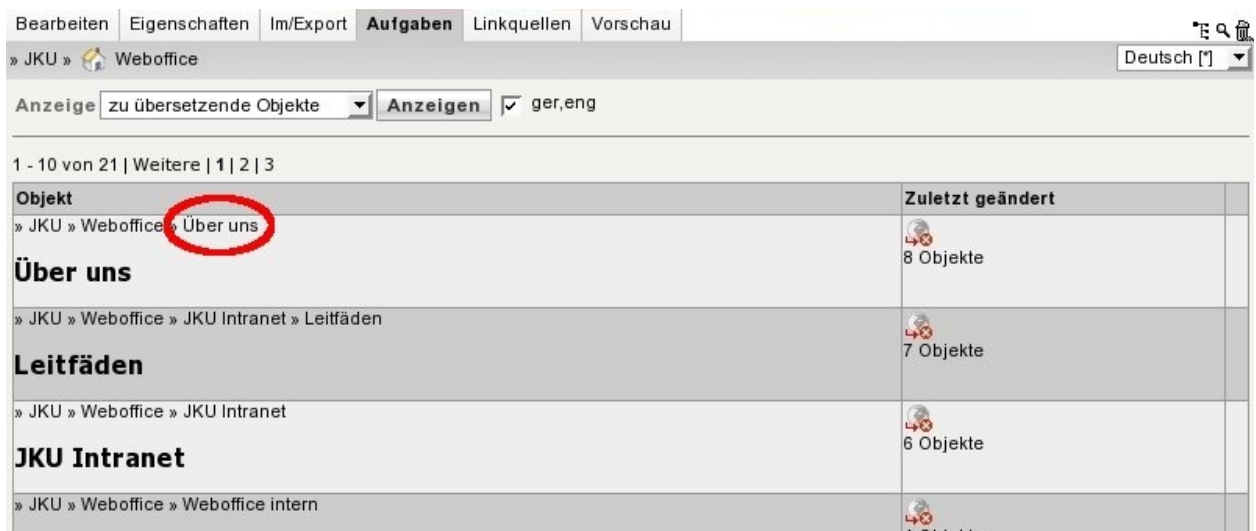 Bearbeiten Eigenschaften Im/Export Aufgaben Linkquellen Vorschau
» JKU » Weboffice Deutsch [*]
Anzeige zu übersetzende Objekte Anzeigen ger,eng
1 - 10 von 21 | Weitere | 1 | 2 | 3
Objekt Zuletzt geändert
» JKU » Weboffice » Über uns
8 Objekte
Über uns
» JKU » Weboffice » JKU Intranet » Leitfäden
7 Objekte
Leitfäden
» JKU » Weboffice » JKU Intranet
6 Objekte
JKU Intranet
» JKU » Weboffice » Weboffice intern